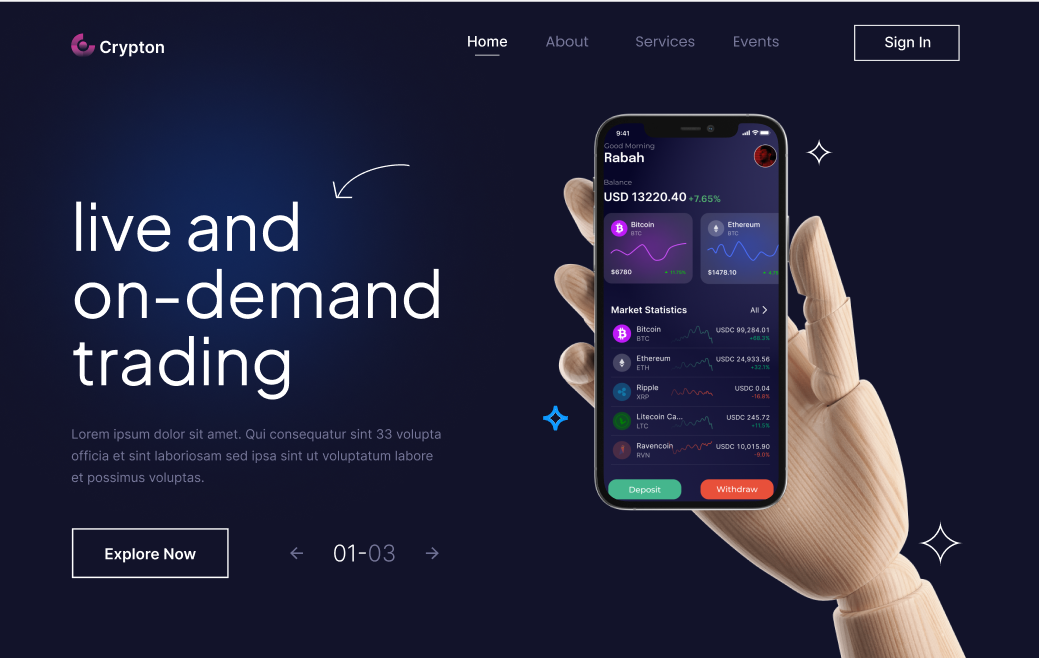 Crypton
Home
About
Services
Events
Sign In
live and
on-demand
trading
Lorem ipsum dolor sit amet. Qui consequatur sint 33 volupta
officia et sint laboriosam sed ipsa sint ut voluptatum labore
et possimus voluptas.
Explore Now
01-03
9:41
Good Morning
Rabah
Balance
USD 13220.40 +7.65%
Bitcoin
BTC
$6780
Ethereum
BTC
$1478.10
Market Statistics
All
Bitcoin
BTC
USDC 99,284.01
+68.3%
Ethereum
ETH
USDC 24,933.56
+32.1%
Ripple
XRP
USDC 0.04
-16.8%
Litecoin Ca...
LTC
USDC 245.72
+11.5%
Ravencoin
RVN
USDC 10,015.90
-9.0%
Deposit
Withdraw